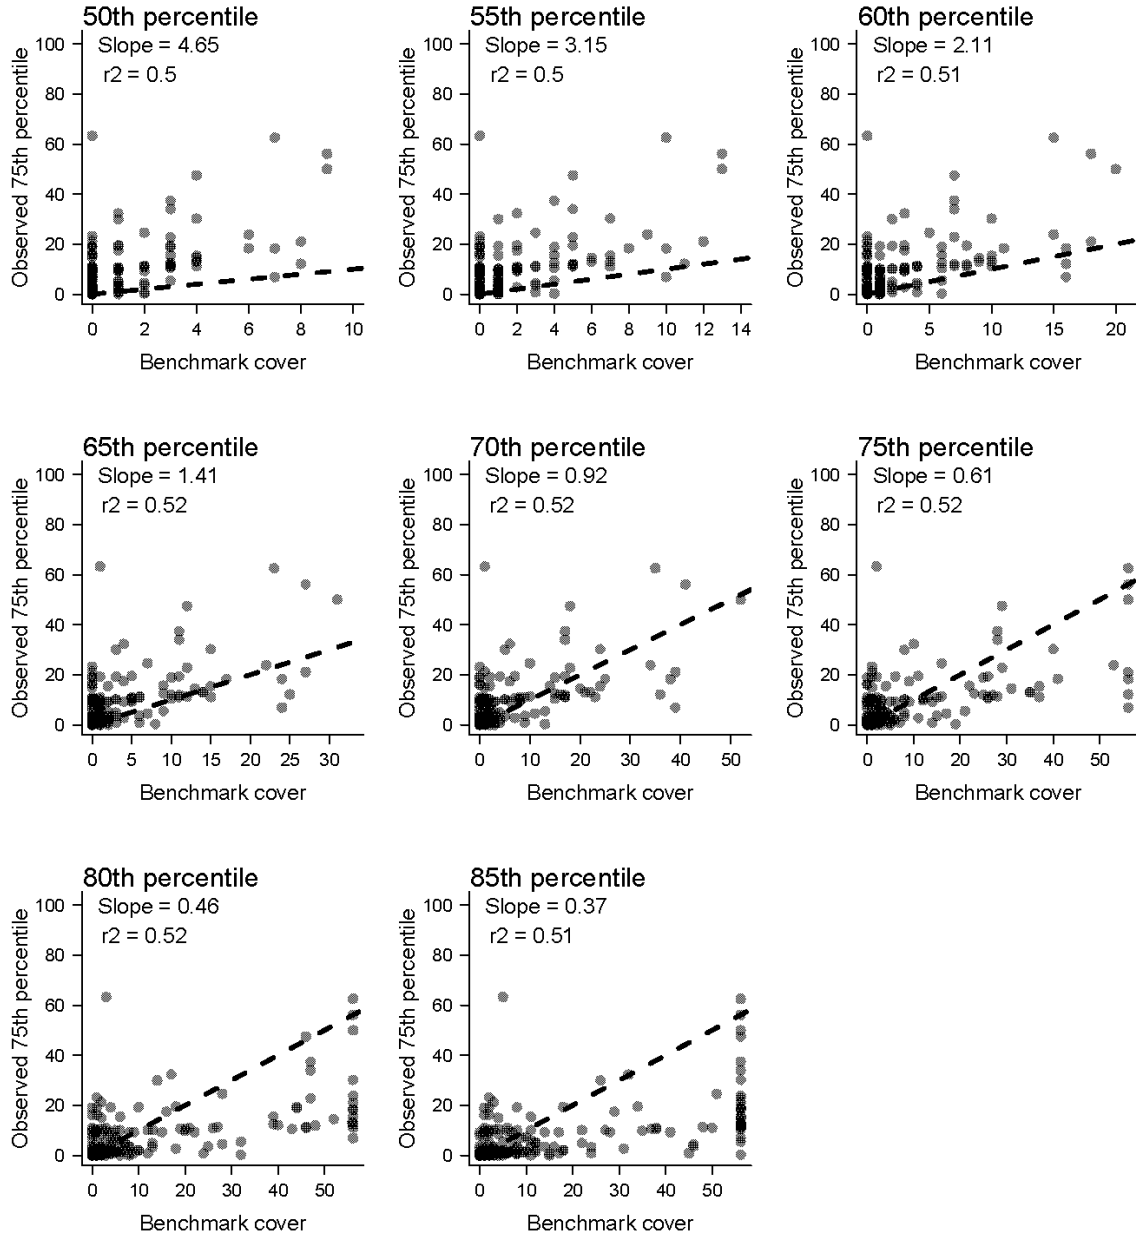 50th percentile
Slope = 4.65
r2 = 0.5
100
80
60
40
20
0
Observed 75th percentile
0 2 4 6 8 10
Benchmark cover
55th percentile
Slope = 3.15
r2 = 0.5
100
80
60
40
20
0
Observed 75th percentile
0 2 4 6 8 10 12 14
Benchmark cover
60th percentile
Slope = 2.11
r2 = 0.51
100
80
60
40
20
0
Observed 75th percentile
0 5 10 15 20
Benchmark cover
65th percentile
Slope = 1.41
r2 = 0.52
100
80
60
40
20
0
Observed 75th percentile
0 5 10 15 20 25 30
Benchmark cover
70th percentile
Slope = 0.92
r2 = 0.52
100
80
60
40
20
0
Observed 75th percentile
0 10 20 30 40 50
Benchmark cover
75th percentile
Slope = 0.61
r2 = 0.52
100
80
60
40
20
0
Observed 75th percentile
0 10 20 30 40 50
Benchmark cover
80th percentile
Slope = 0.46
r2 = 0.52
100
80
60
40
20
0
Observed 75th percentile
0 10 20 30 40 50
Benchmark cover
85th percentile
Slope = 0.37
r2 = 0.51
100
80
60
40
20
0
Observed 75th percentile
0 10 20 30 40 50
Benchmark cover